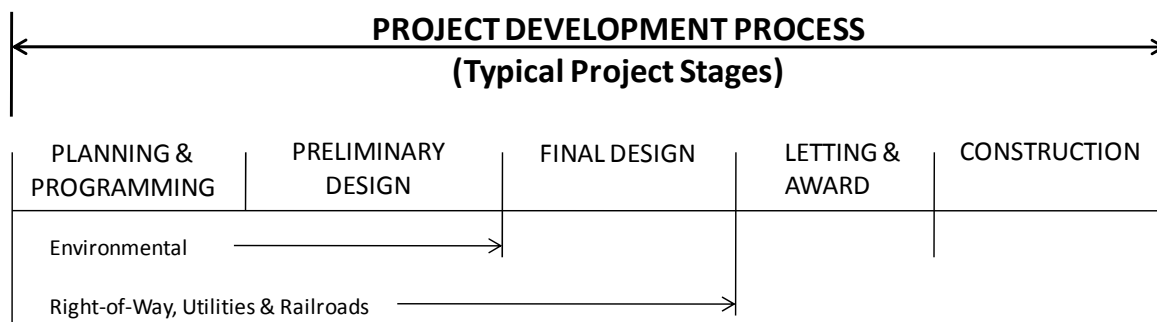 PROJECT DEVELOPMENT PROCESS
(Typical Project Stages)
PLANNING &
PROGRAMMING
PRELIMINARY
DESIGN
FINAL DESIGN
LETTING &
AWARD
CONSTRUCTION
Environmental
Right-of-Way, Utilities & Railroads